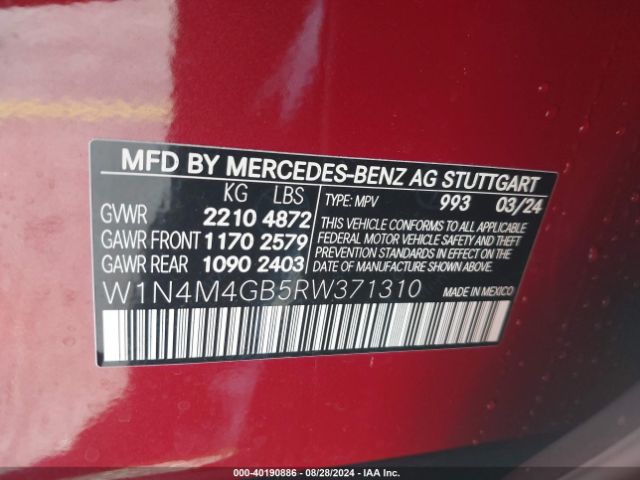 MFD BY MERCEDES-BENZ AG STUTTGART
KG LBS
GVWR 2210 4872
GAWR FRONT 1170 2579
GAWR REAR 1090 2403
TYPE: MPV 993 03/24
THIS VEHICLE CONFORMS TO ALL APPLICABLE
FEDERAL MOTOR VEHICLE SAFETY AND THEFT
PREVENTION STANDARDS IN EFFECT ON THE
DATE OF MANUFACTURE SHOWN ABOVE.
W1N4M4GB5RW371310 MADE IN MEXICO
000-40190886 - 08/28/2024 - IAA Inc.